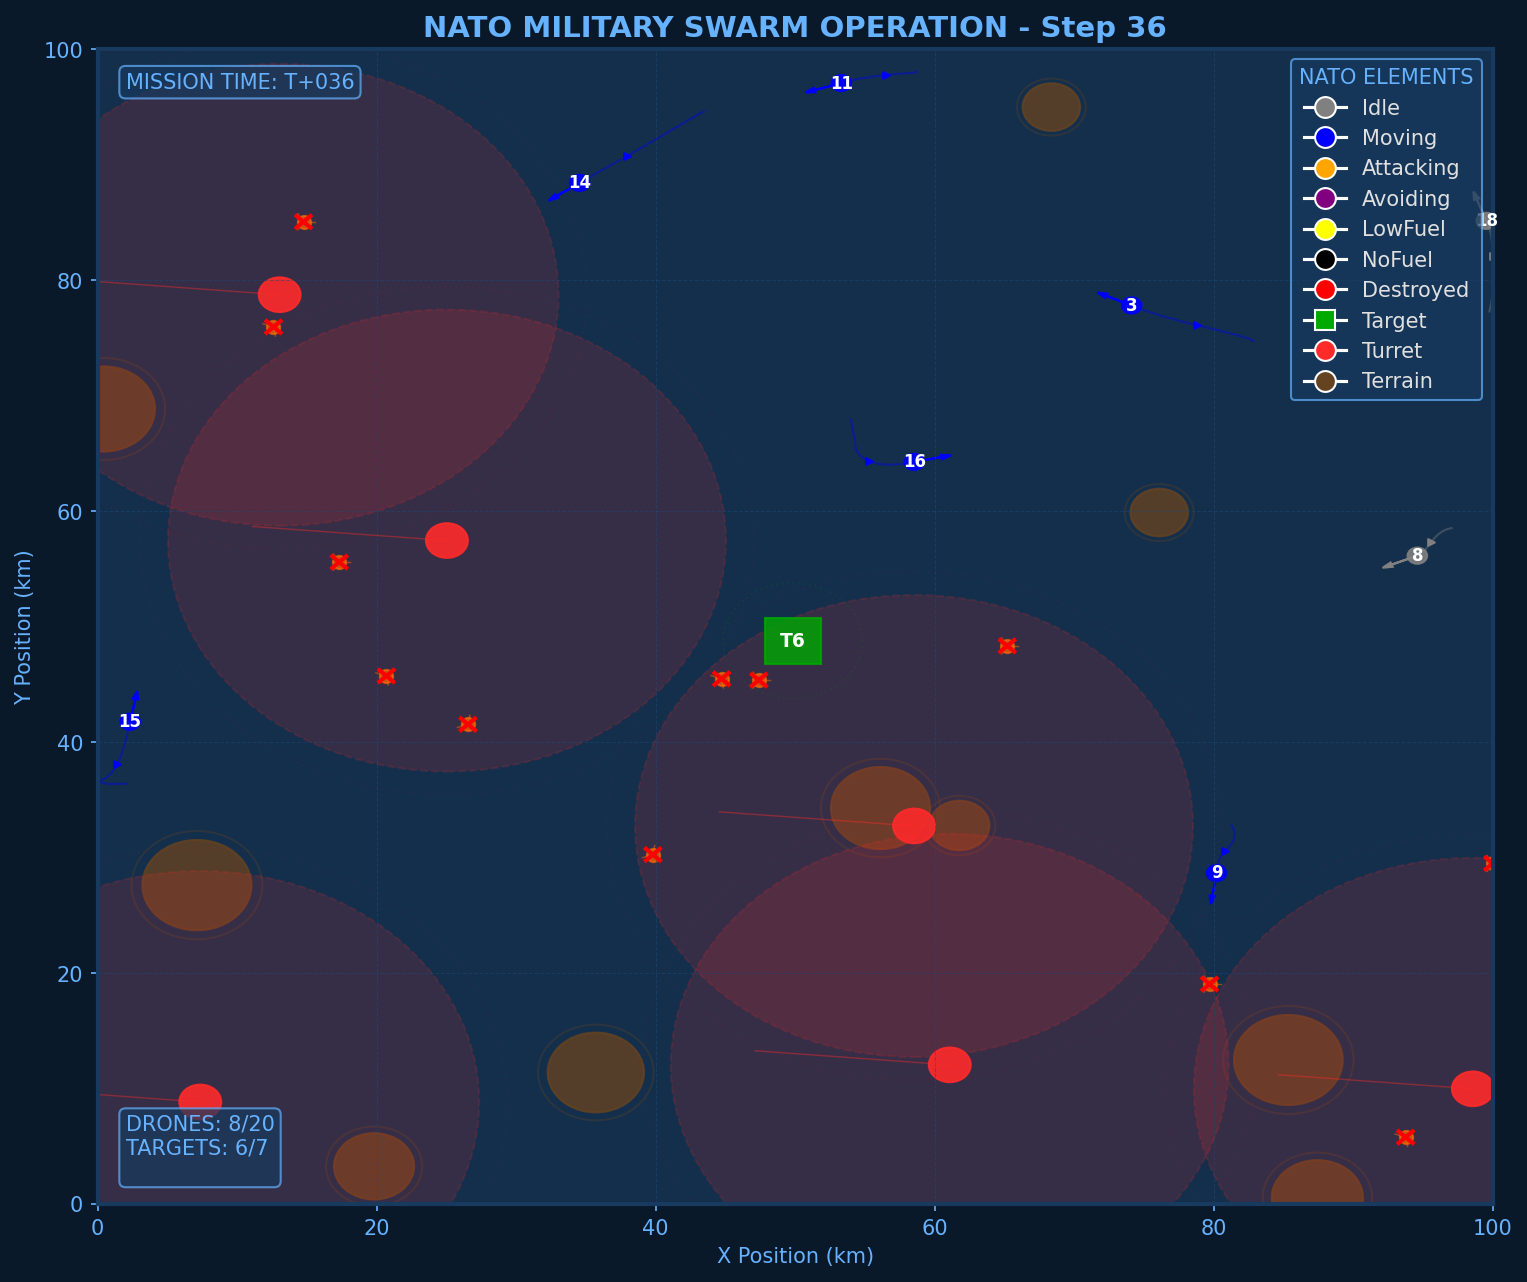 NATO MILITARY SWARM OPERATION - Step 36
MISSION TIME: T+036
NATO ELEMENTS
Idle
Moving
Attacking
Avoiding
LowFuel
NoFuel
Destroyed
Target
Turret
Terrain
11
14
18
3
16
8
T6
15
9
DRONES: 8/20
TARGETS: 6/7
100
80
60
40
20
0
Y Position (km)
0
20
40
60
80
100
X Position (km)